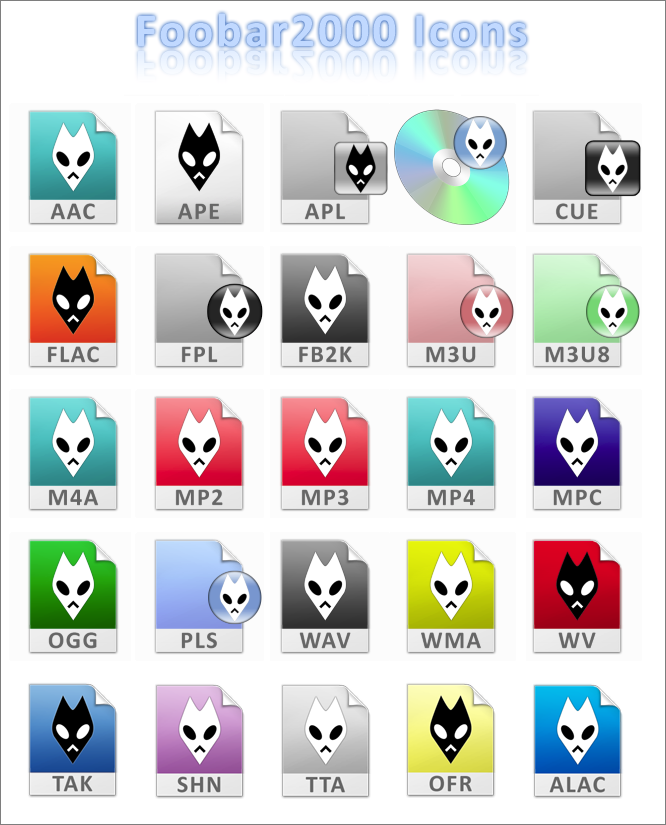 Foobar2000 Icons
AAC APE APL CUE
FLAC FPL FB2K M3U M3U8
M4A MP2 MP3 MP4 MPC
OGG PLS WAV WMA WV
TAK SHN TTA OFR ALAC